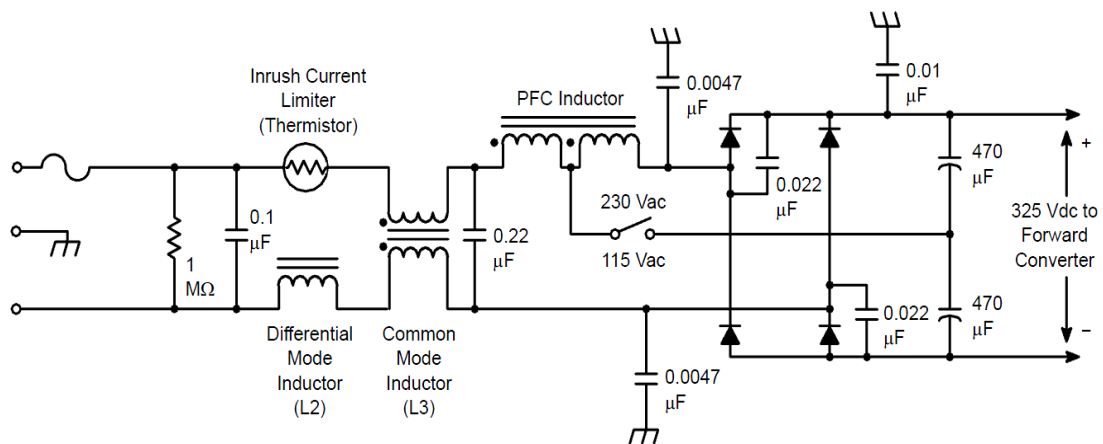 Inrush Current
Limiter
(Thermistor)
PFC Inductor
0.0047
μF
0.01
μF
0.1
μF
1
MΩ
0.22
μF
230 Vac
115 Vac
0.022
μF
470
μF
+
325 Vdc to
Forward
Converter
0.022
μF
470
μF
−
Differential
Mode
Inductor
(L2)
Common
Mode
Inductor
(L3)
0.0047
μF